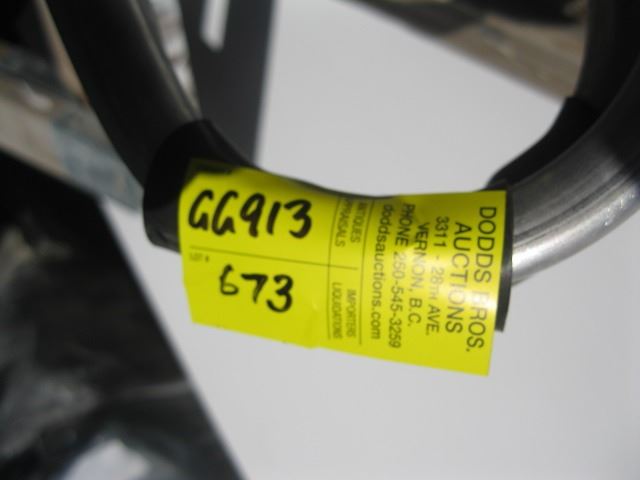 GG913
LOT #
673
ANTIQUES
APPRAISALS
IMPORTERS
LIQUIDATIONS
DODDS BROS.
AUCTIONS
3311 - 28TH AVE.
VERNON, B.C.
PHONE 250-545-3259
doddsauctions.com